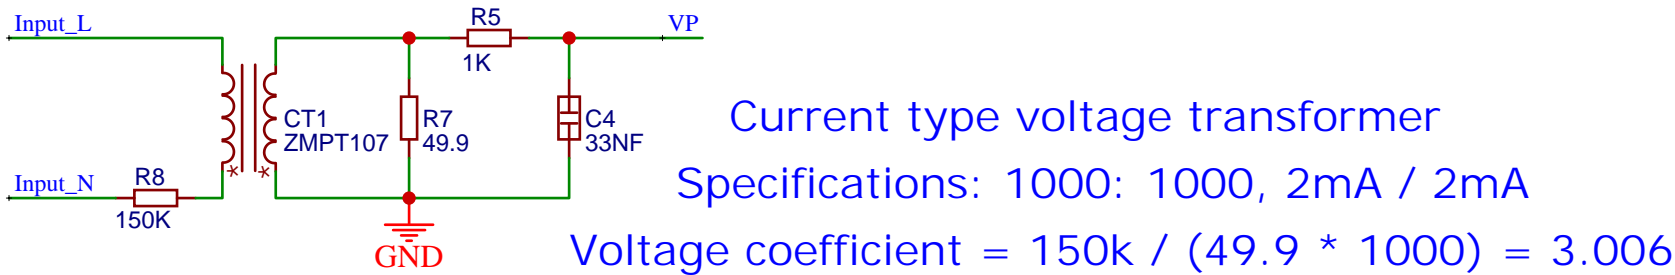 Input_L
R5
VP
1K
CT1
ZMPT107
R7
49.9
C4
33NF
Current type voltage transformer
Input_N
R8
*
*
150K
Specifications: 1000: 1000, 2mA / 2mA
GND
Voltage coefficient = 150k / (49.9 * 1000) = 3.006